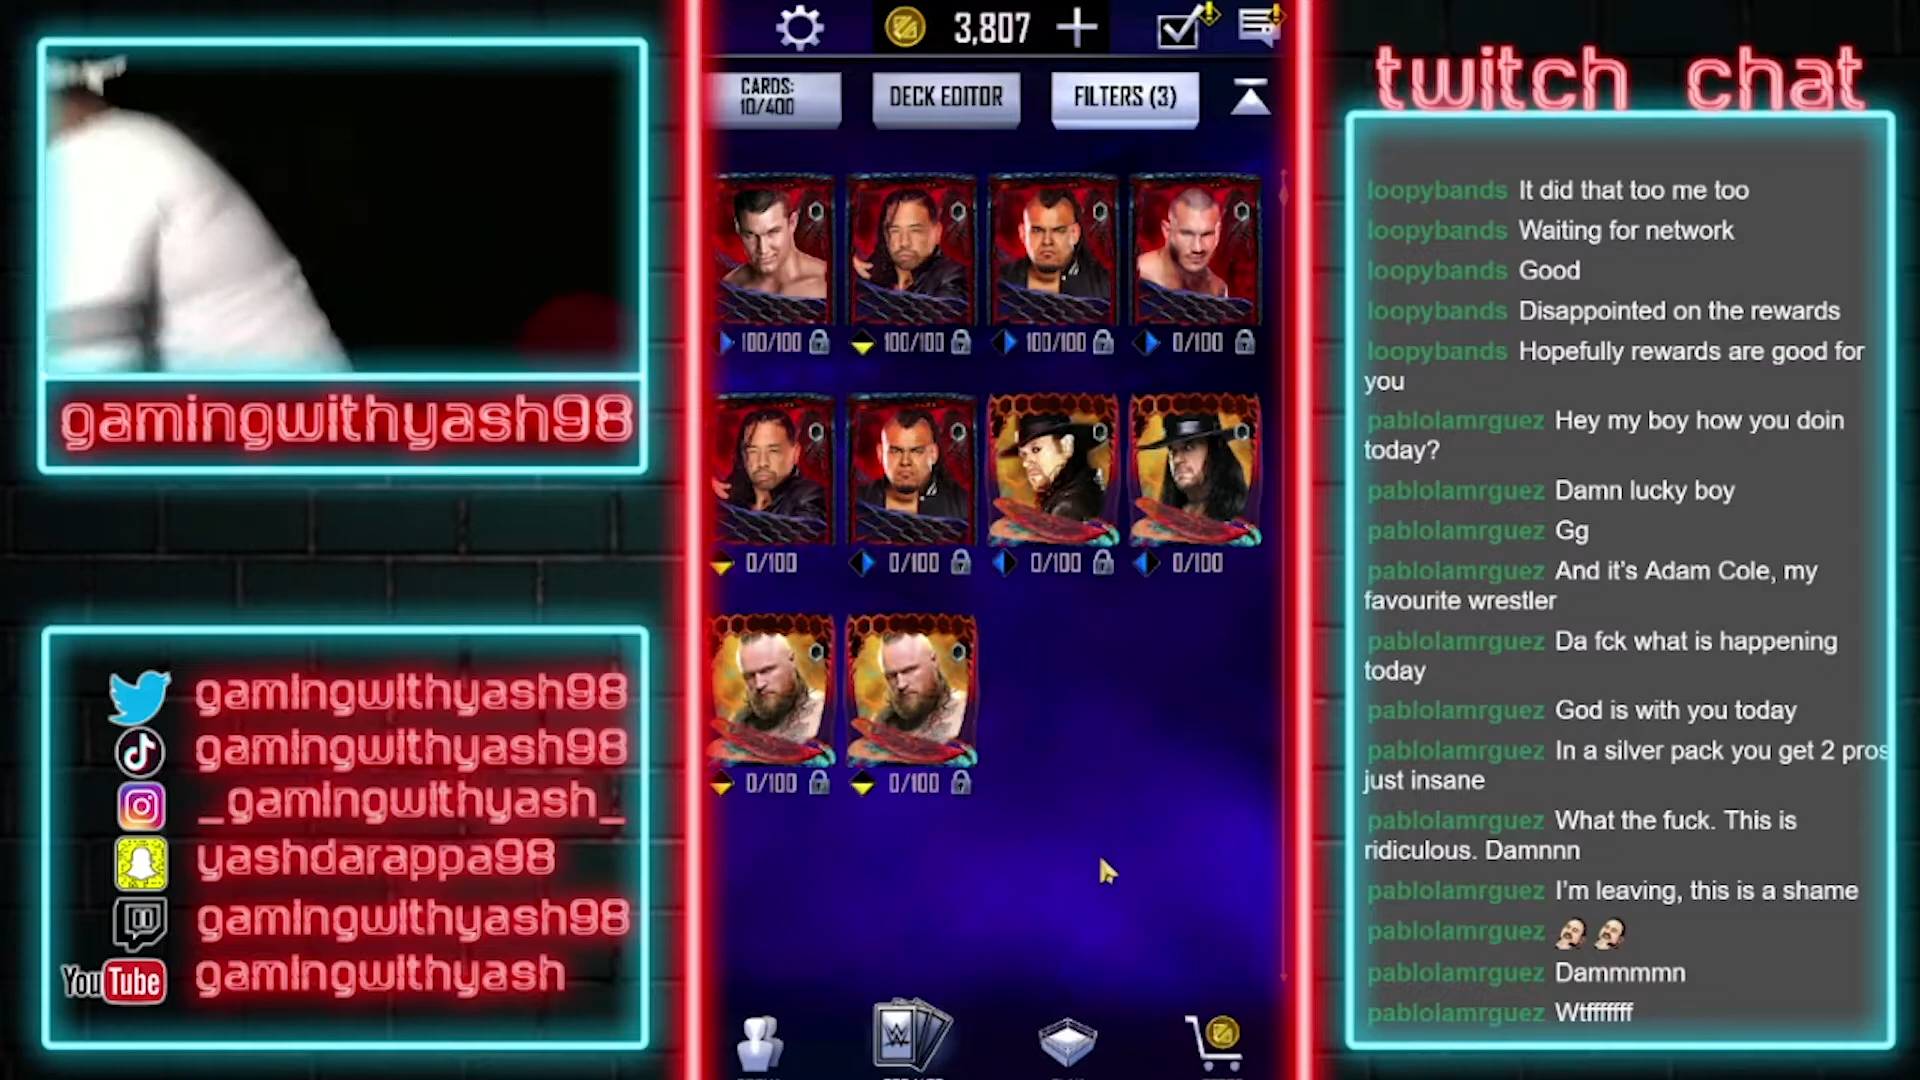 gamingwithyash98
gamingwithyash98
gamingwithyash98
_gamingwithyash_
yashdarappa98
gamingwithyash98
YouTube gamingwithyash
3,807
CARDS:
10/400
DECK EDITOR
FILTERS (3)
100/100 100/100 100/100 0/100
0/100 0/100 0/100 0/100
0/100 0/100
twitch chat
loopybands It did that too me too
loopybands Waiting for network
loopybands Good
loopybands Disappointed on the rewards
loopybands Hopefully rewards are good for
you
pablolamrguez Hey my boy how you doin
today?
pablolamrguez Damn lucky boy
pablolamrguez Gg
pablolamrguez And it's Adam Cole, my
favourite wrestler
pablolamrguez Da fck what is happening
today
pablolamrguez God is with you today
pablolamrguez In a silver pack you get 2 pros
just insane
pablolamrguez What the fuck. This is
ridiculous. Damnnn
pablolamrguez I'm leaving, this is a shame
pablolamrguez
pablolamrguez Dammmmn
pablolamrguez Wtfffffff